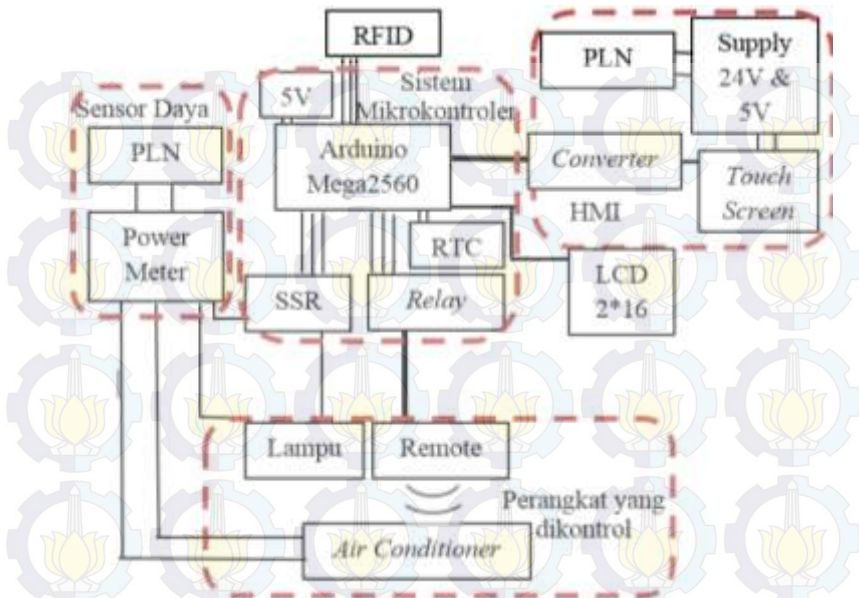 RFID
PLN
Supply
24V &
5V
5V
Sistem
Mikrokontroler
Sensor Daya
PLN
Arduino
Mega2560
Converter
Touch
Screen
HMI
Power
Meter
RTC
LCD
2*16
SSR
Relay
Lampu
Remote
Perangkat yang
dikontrol
Air Conditioner